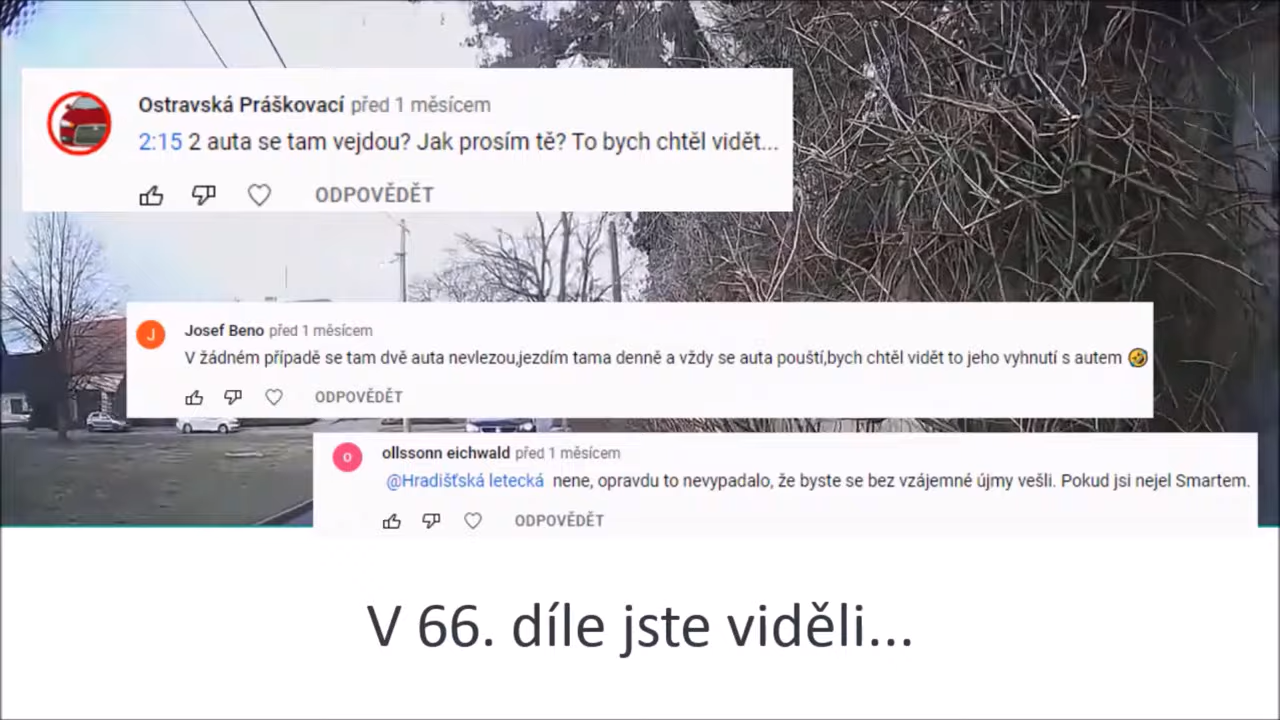 Ostravská Práškovací před 1 měsícem
2:15 2 auta se tam vejdou? Jak prosím tě? To bych chtěl vidět...
ODPOVĚDĚT
J
Josef Beno před 1 měsícem
V žádném případě se tam dvě auta nevlezou,jezdím tama denně a vždy se auta pouští,bych chtěl vidět to jeho vyhnutí s autem 🤣
ODPOVĚDĚT
o
ollssonn eichwald před 1 měsícem
@Hradišťská letecká nene, opravdu to nevypadalo, že byste se bez vzájemné újmy vešli. Pokud jsi nejel Smartem.
ODPOVĚDĚT
V 66. díle jste viděli...